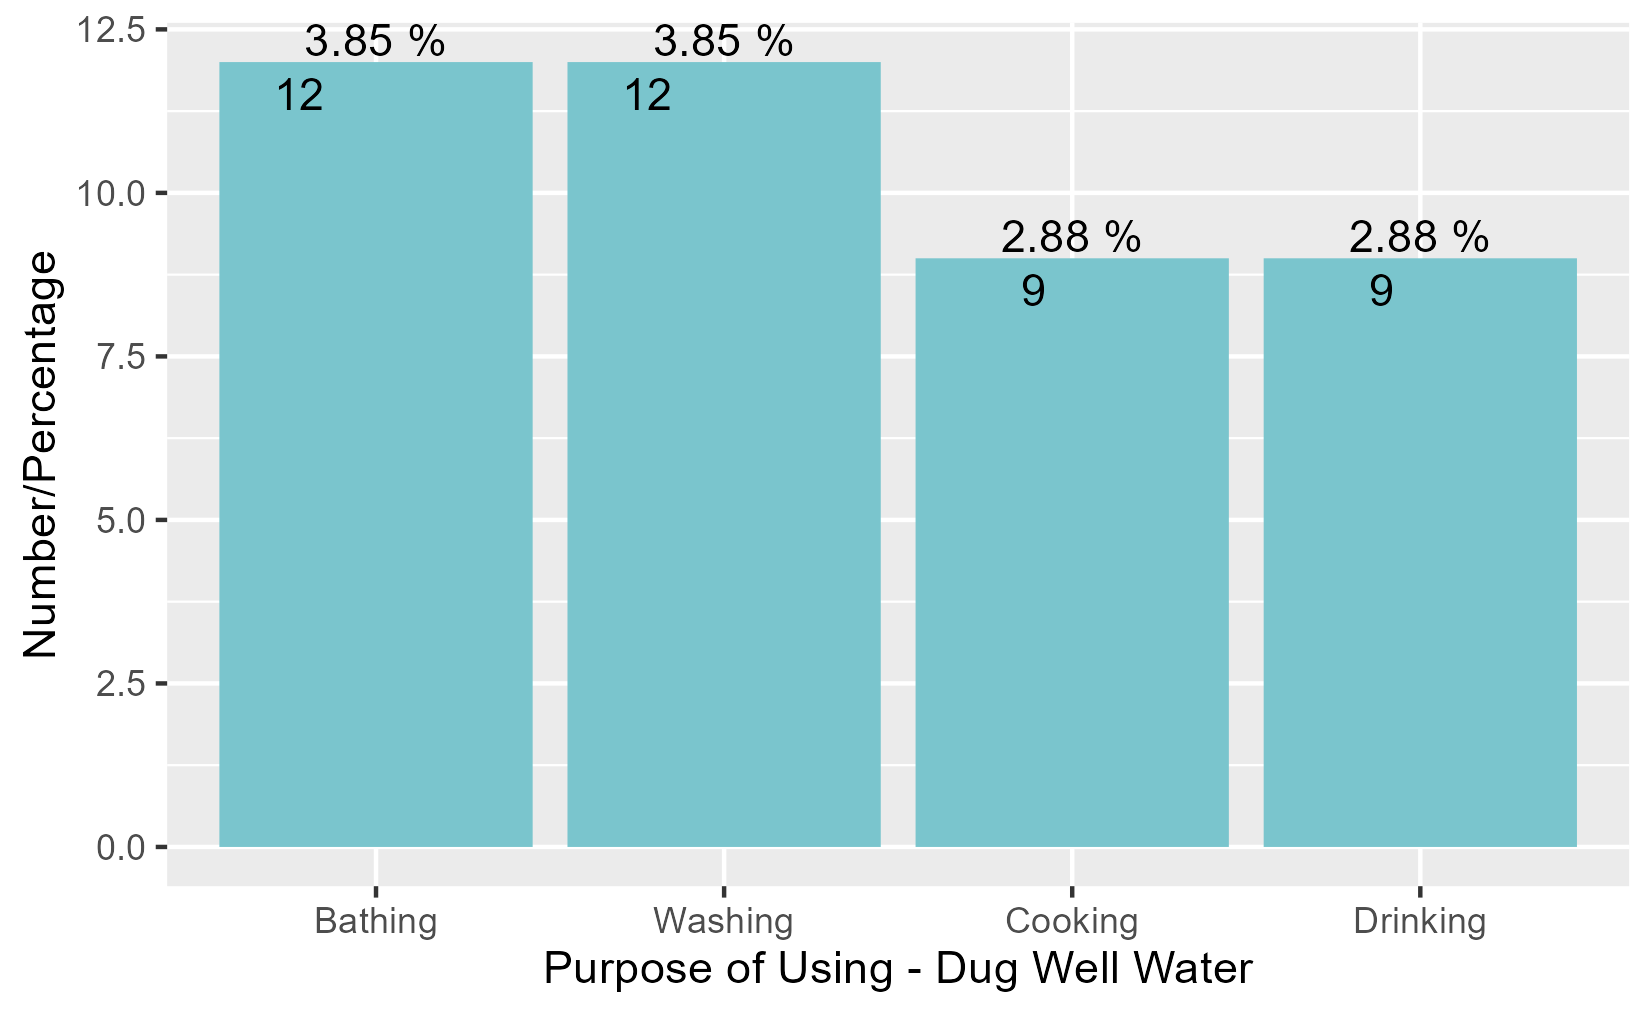 Number/Percentage
12.5
10.0
7.5
5.0
2.5
0.0
3.85 %
12
3.85 %
12
2.88 %
9
2.88 %
9
Bathing
Washing
Cooking
Drinking
Purpose of Using - Dug Well Water